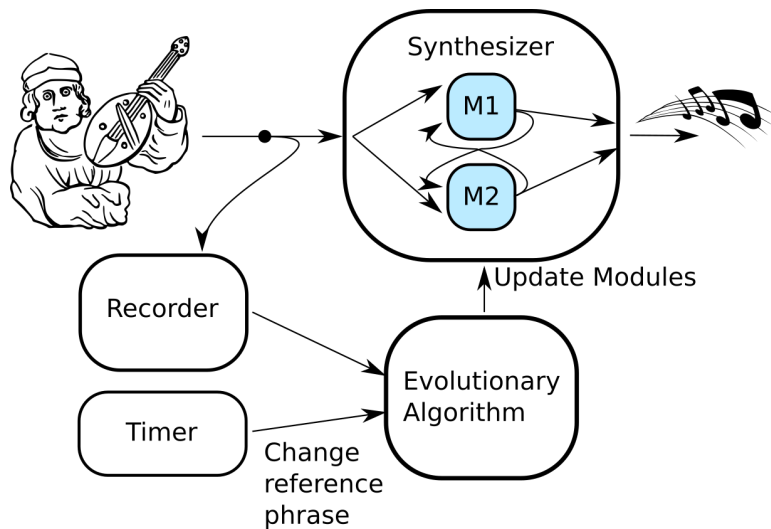 Synthesizer
M1
M2
Update Modules
Recorder
Evolutionary
Algorithm
Timer
Change
reference
phrase